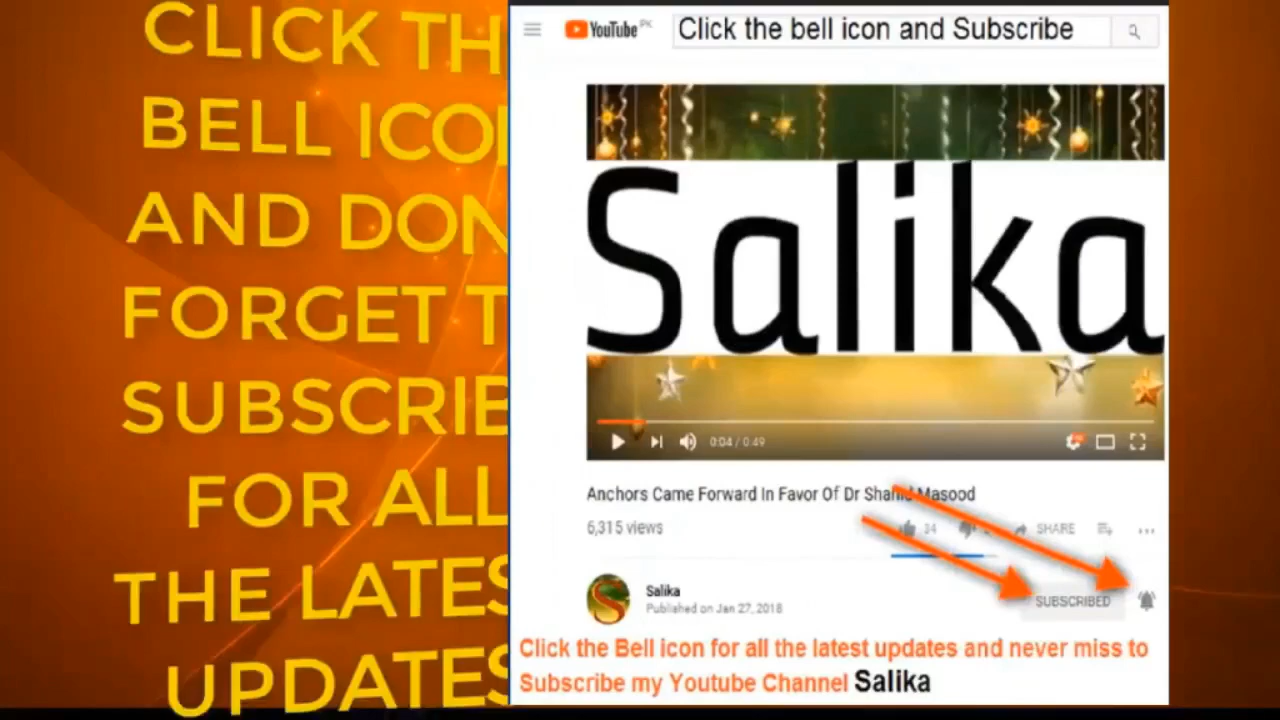 CLICK TH
BELL ICO
AND DON
FORGET T
SUBSCRIB
FOR ALL
THE LATES
UPDATES
YouTube PK
Click the bell icon and Subscribe
Salika
0:04 / 0:49
Anchors Came Forward In Favor Of Dr Shahid Masood
6,315 views
34
SHARE
Salika
Published on Jan 27, 2018
SUBSCRIBED
Click the Bell icon for all the latest updates and never miss to
Subscribe my Youtube Channel Salika